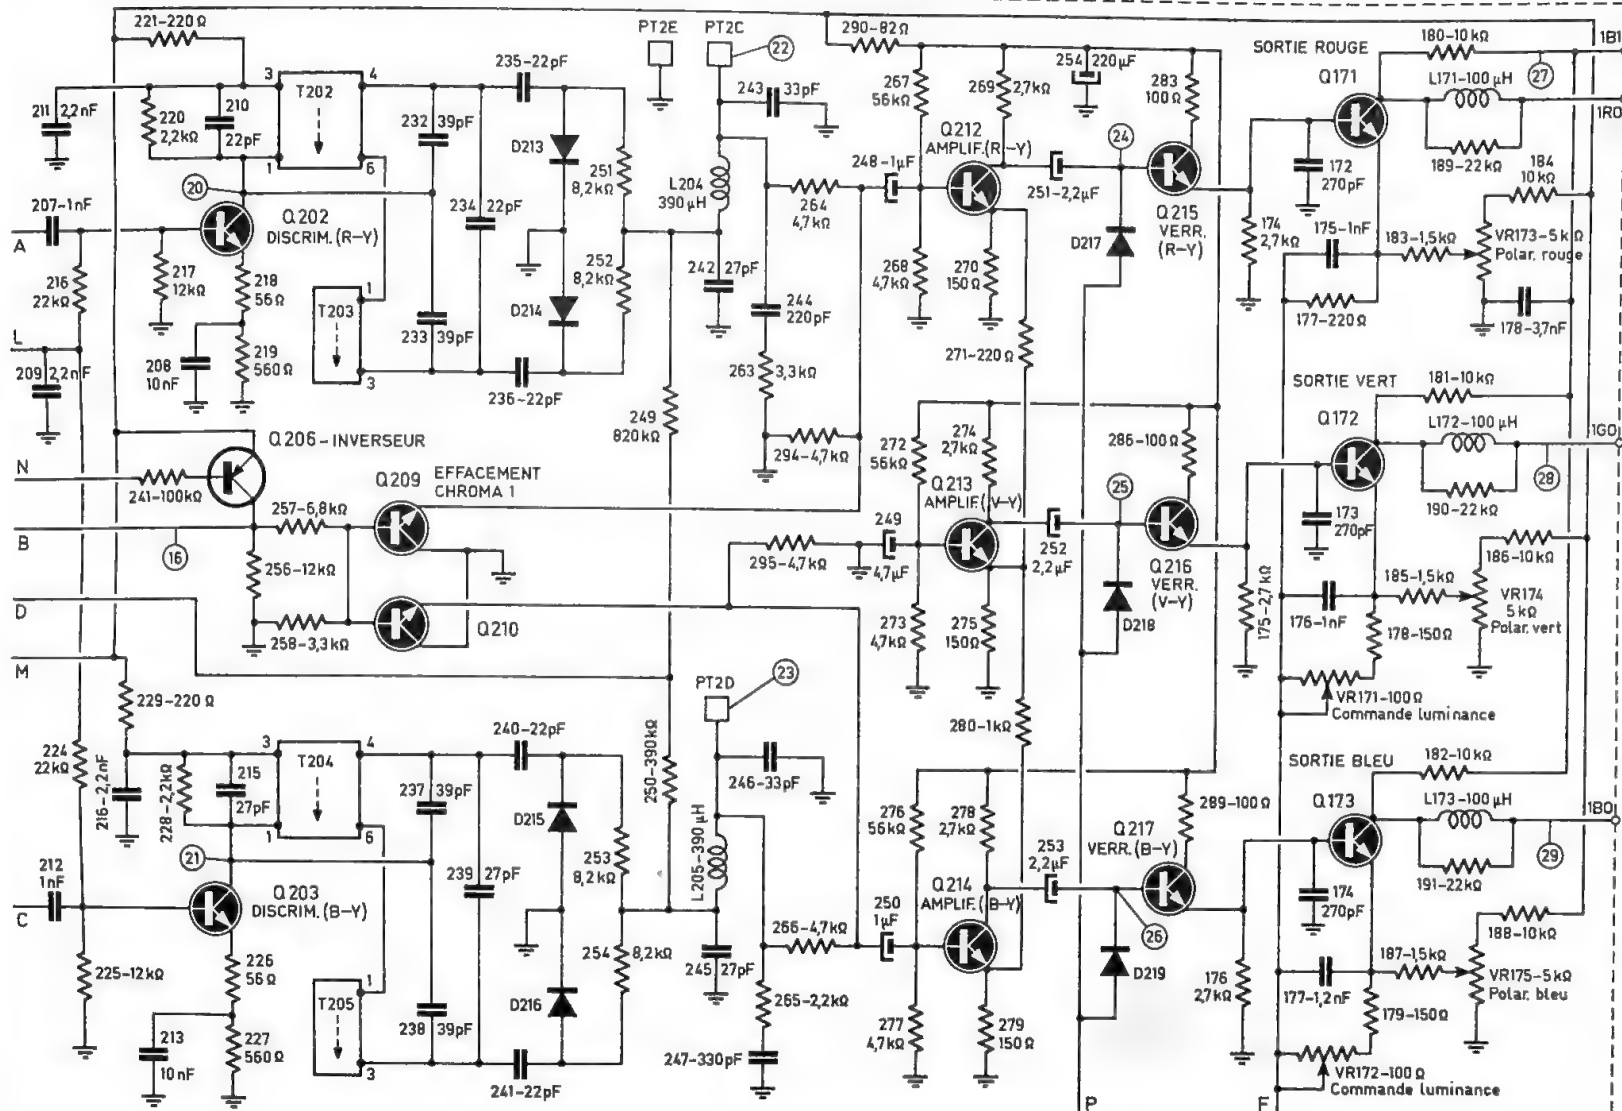 221-220Ω
PT2E
PT2C
22
290-82Ω
SORTIE ROUGE
180-10kΩ
1B1
235-22pF
254
220µF
27
3
4
267
56kΩ
269
2,7kΩ
283
100Ω
Q171
L171-100µH
T202
243
33pF
1R0
211
2,2nF
220
2,2kΩ
210
22pF
232
39pF
D213
Q212
AMPLIF.(R-Y)
24
189-22kΩ
1
6
251
8,2kΩ
L204
390µH
248-1µF
172
270pF
184
10kΩ
20
264
4,7kΩ
251-2,2µF
Q215
VERR.
(R-Y)
207-1nF
Q202
DISCRIM.(R-Y)
234
22pF
A
D217
174
2,7kΩ
175-1nF
183-1,5kΩ
VR173-5kΩ
Polar. rouge
216
22kΩ
217
12kΩ
218
56Ω
252
8,2kΩ
242
27pF
268
4,7kΩ
270
150Ω
1
T203
D214
244
220pF
177-220Ω
178-3,7nF
233
39pF
L
209
2,2nF
208
10nF
219
560Ω
263
3,3kΩ
271-220Ω
SORTIE VERT
181-10kΩ
3
236-22pF
249
820kΩ
Q172
L172-100µH
1G0
Q206-INVERSEUR
272
56kΩ
274
2,7kΩ
286-100Ω
294-4,7kΩ
N
241-100kΩ
Q209
EFFACEMENT
CHROMA 1
Q213
AMPLIF.(V-Y)
25
28
190-22kΩ
257-6,8kΩ
249
4,7µF
173
270pF
B
16
295-4,7kΩ
252
2,2µF
Q216
VERR.
(V-Y)
186-10kΩ
256-12kΩ
185-1,5kΩ
VR174
5kΩ
Polar. vert
D
273
4,7kΩ
275
150Ω
D218
175-2,7kΩ
176-1nF
178-150Ω
258-3,3kΩ
Q210
M
PT2D
23
229-220Ω
280-1kΩ
VR171-100Ω
Commande luminance
240-22pF
224
22kΩ
216-2,2nF
228-2,2kΩ
215
27pF
3
4
T204
250-390kΩ
246-33pF
SORTIE BLEU
182-10kΩ
237
39pF
D215
276
56kΩ
278
2,7kΩ
289-100Ω
Q173
L173-100µH
1B0
1
6
L205-390µH
Q217
VERR.(B-Y)
21
253
8,2kΩ
253
2,2µF
29
212
1nF
239
27pF
191-22kΩ
Q203
DISCRIM.(B-Y)
250
1µF
Q214
AMPLIF.(B-Y)
174
270pF
C
266-4,7kΩ
26
188-10kΩ
225-12kΩ
226
56Ω
254
8,2kΩ
245
27pF
187-1,5kΩ
VR175-5kΩ
Polar. bleu
D219
176
2,7kΩ
177-1,2nF
1
T205
D216
265-2,2kΩ
238
39pF
277
4,7kΩ
279
150Ω
179-150Ω
213
10nF
227
560Ω
247-330pF
3
241-22pF
VR172-100Ω
Commande luminance
P
F